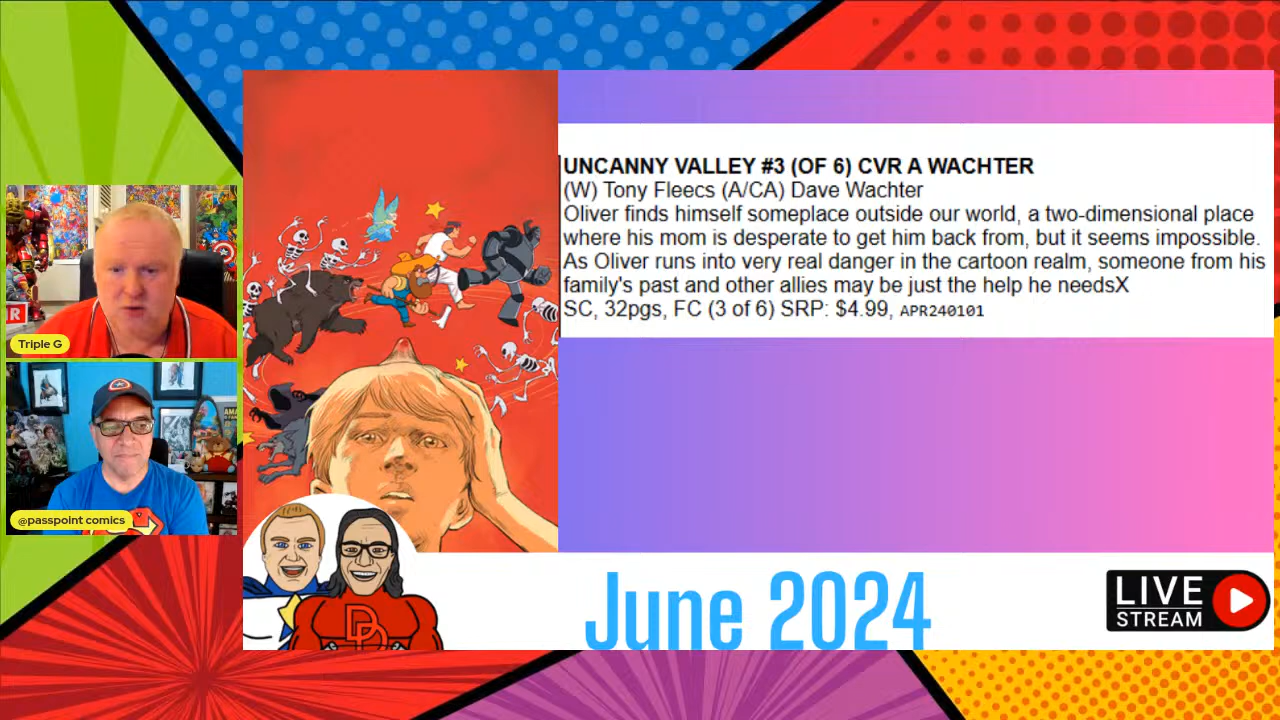 UNCANNY VALLEY #3 (OF 6) CVR A WACHTER
(W) Tony Fleecs (A/CA) Dave Wachter
Oliver finds himself someplace outside our world, a two-dimensional place
where his mom is desperate to get him back from, but it seems impossible.
As Oliver runs into very real danger in the cartoon realm, someone from his
family's past and other allies may be just the help he needsX
SC, 32pgs, FC (3 of 6) SRP: $4.99, APR240101
R
Triple G
@passpoint comics
DD
June 2024
LIVE
STREAM